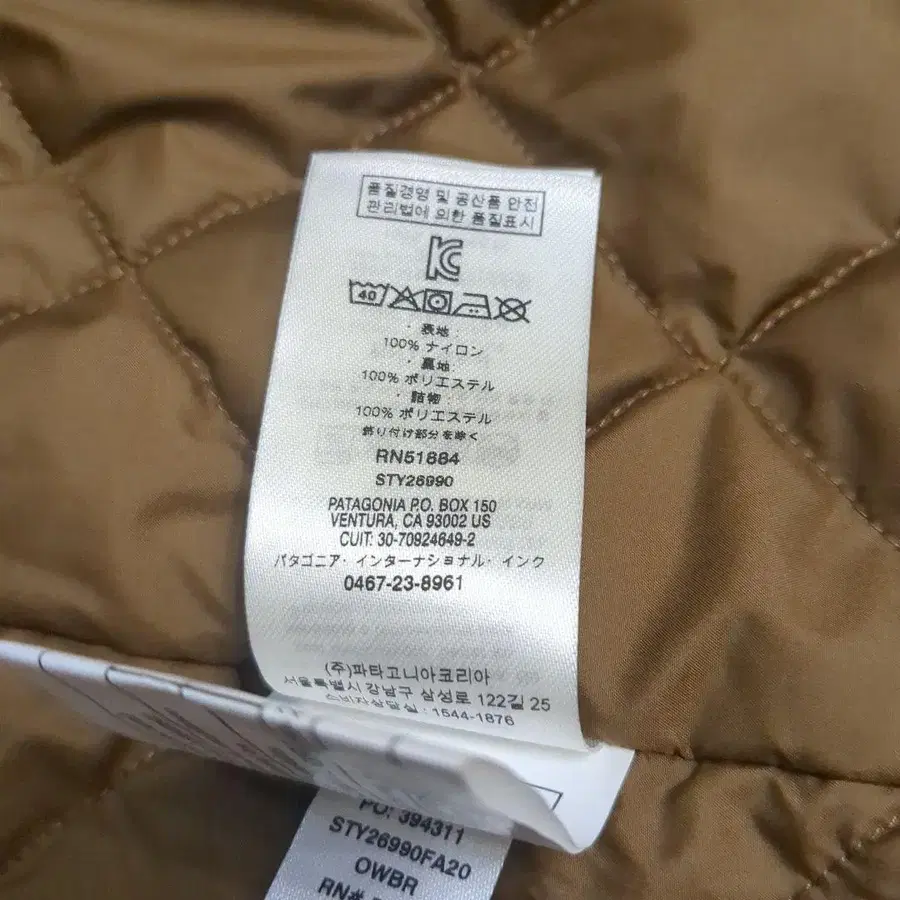 품질경영 및 공산품 안전
관리법에 의한 품질표시
KC
40
・表地:
100% ナイロン
・裏地:
100% ポリエステル
・詰物:
100% ポリエステル
飾り付け部分を除く
RN51884
STY26990
PATAGONIA P.O. BOX 150
VENTURA, CA 93002 US
CUIT: 30-70924649-2
パタゴニア・インターナショナル・インク
0467-23-8961
(주)파타고니아코리아
서울특별시 강남구 삼성로 122길 25
소비자상담실 : 1544-1876
PO: 394311
STY26990FA20
OWBR
RN#